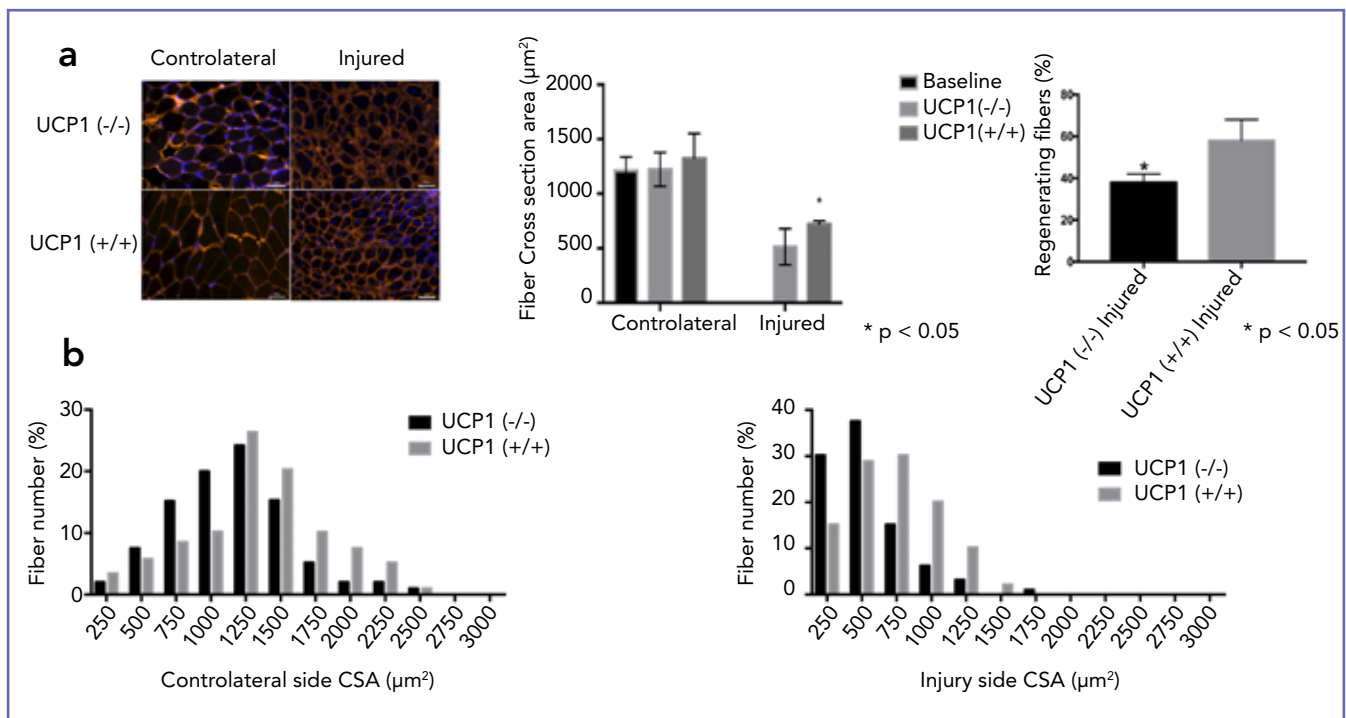 a
Controlateral
Injured
UCP1 (-/-)
UCP1 (+/+)
Fiber Cross section area (µm²)
2000
1500
1000
500
0
Controlateral
Injured
Baseline
UCP1(-/-)
UCP1(+/+)
*
* p < 0.05
Regenerating fibers (%)
80
60
40
20
0
*
UCP1 (-/-) Injured
UCP1 (+/+) Injured
* p < 0.05
b
Fiber number (%)
30
20
10
0
UCP1 (-/-)
UCP1 (+/+)
250
500
750
1000
1250
1500
1750
2000
2250
2500
2750
3000
Controlateral side CSA (µm²)
Fiber number (%)
40
30
20
10
0
UCP1 (-/-)
UCP1 (+/+)
250
500
750
1000
1250
1500
1750
2000
2250
2500
2750
3000
Injury side CSA (µm²)